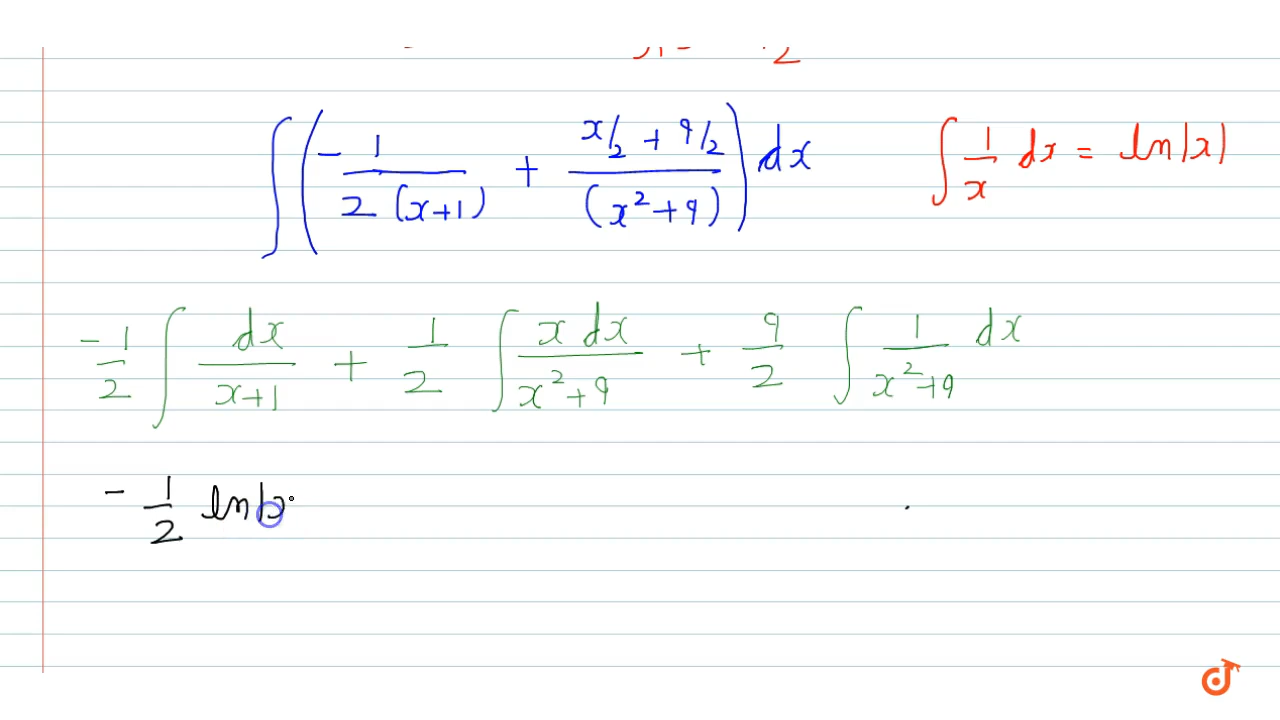 ∫ ( - 1/2(x+1) + x/2 + 9/2 / (x²+9) ) dx ∫ 1/x dx = ln|x|
-1/2 ∫ dx/x+1 + 1/2 ∫ x dx/x²+9 + 9/2 ∫ 1/x²+9 dx
- 1/2 ln|